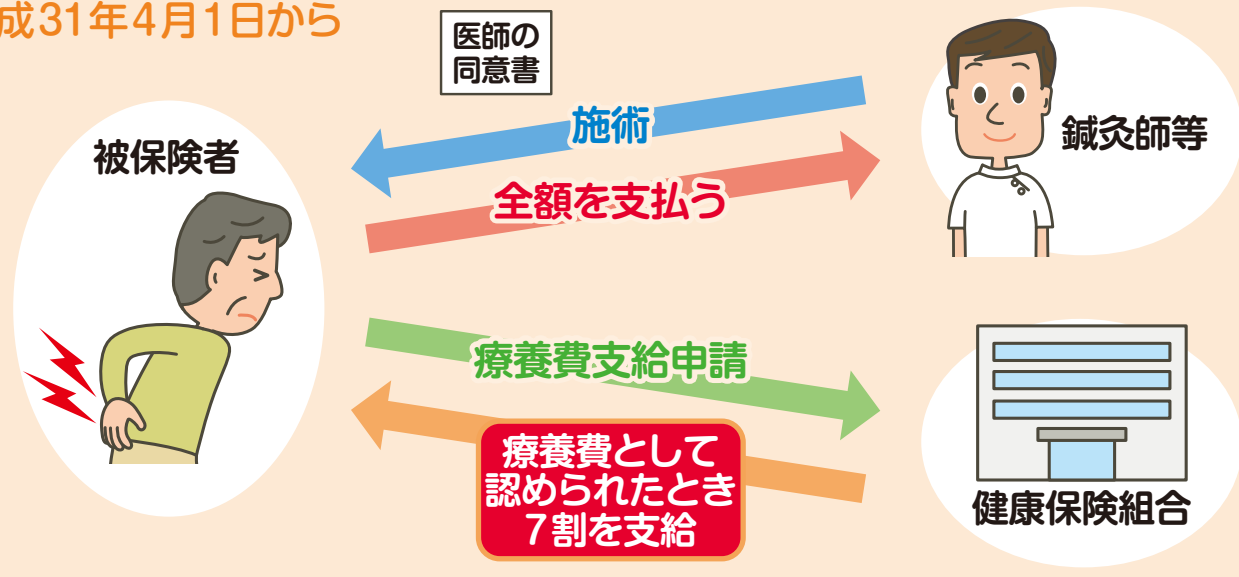 成31年4月1日から
医師の
同意書
施術
被保険者
鍼灸師等
全額を支払う
療養費支給申請
療養費として
認められたとき
7割を支給
健康保険組合